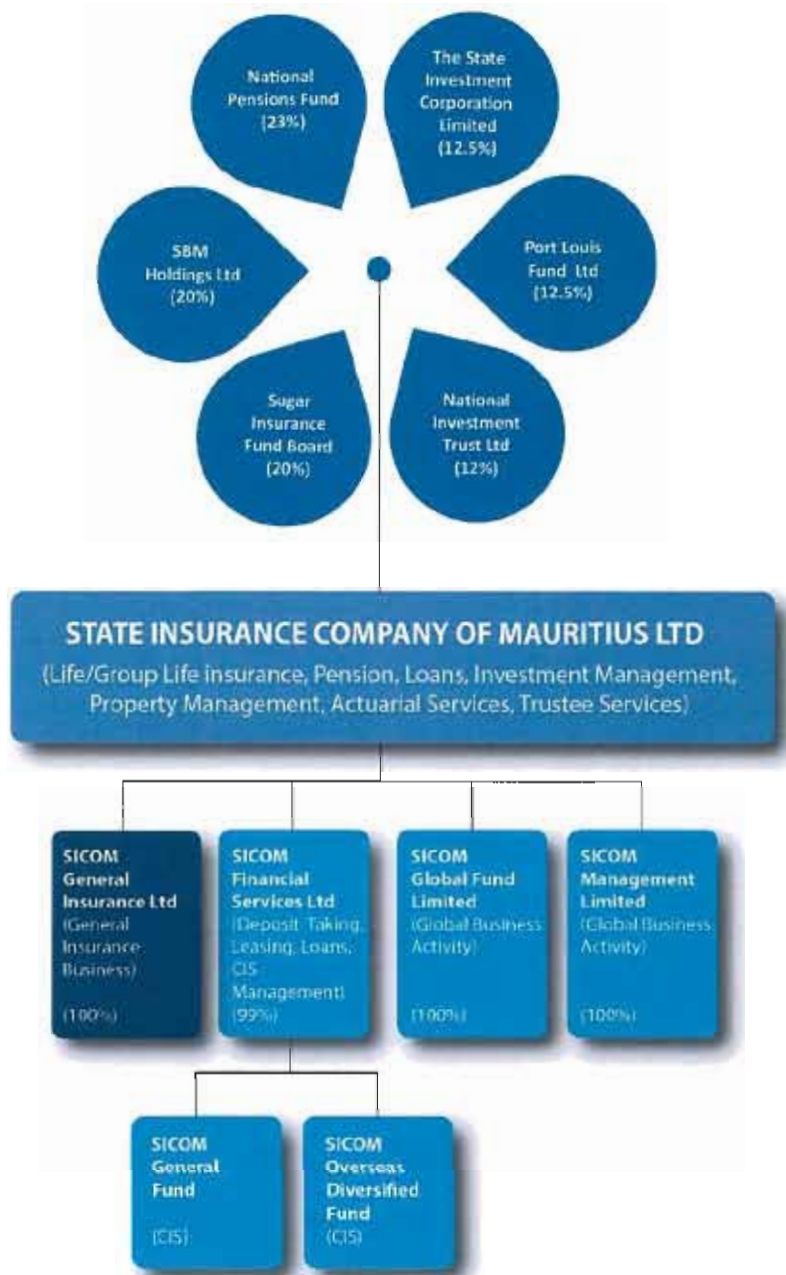 National
Pensions Fund
(23%)
The State
Investment
Corporation
Limited
(12.5%)
SBM
Holdings Ltd
(20%)
Port Louis
Fund Ltd
(12.5%)
Sugar
Insurance
Fund Board
(20%)
National
Investment
Trust Ltd
(12%)
STATE INSURANCE COMPANY OF MAURITIUS LTD
(Life/Group Life insurance, Pension, Loans, Investment Management,
Property Management, Actuarial Services, Trustee Services)
SICOM
General
Insurance Ltd
(General
Insurance
Business)
(100%)
SICOM
Financial
Services Ltd
(Deposit Taking,
Leasing, Loans,
CIS
Management)
(99%)
SICOM
Global Fund
Limited
(Global Business
Activity)
(100%)
SICOM
Management
Limited
(Global Business
Activity)
(100%)
SICOM
General
Fund
(CIS)
SICOM
Overseas
Diversified
Fund
(CIS)